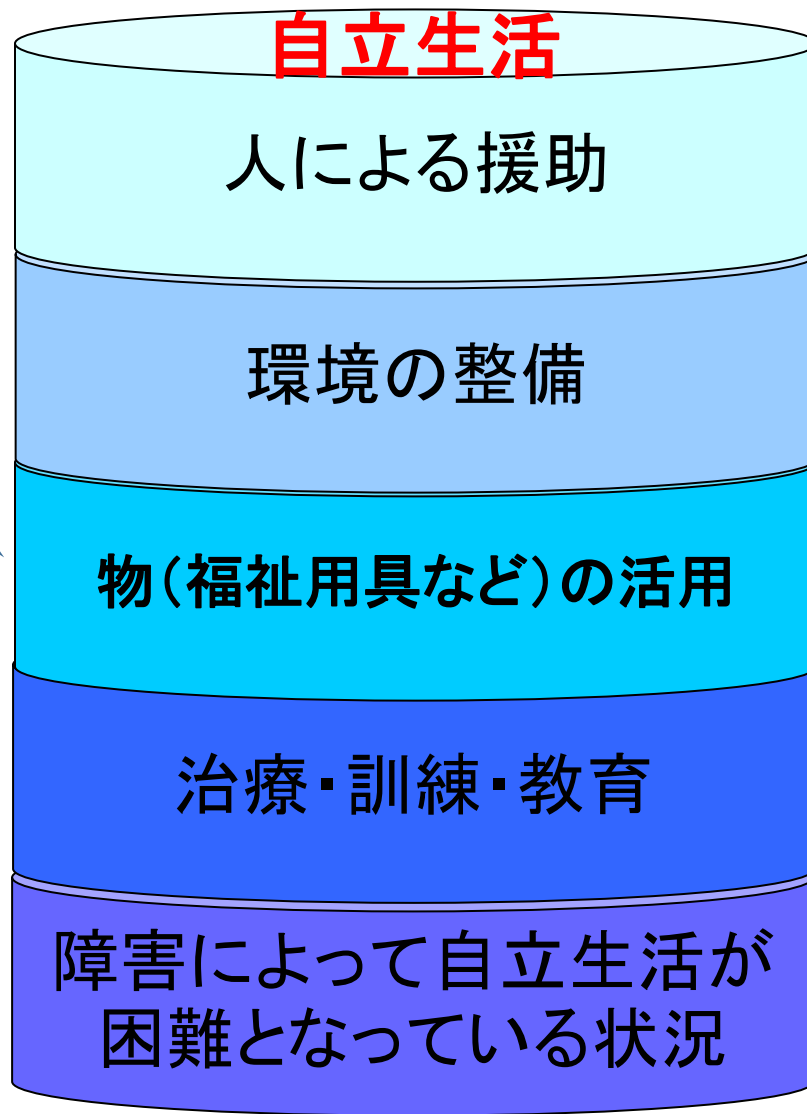 自立生活
人による援助
環境の整備
物(福祉用具など)の活用
治療・訓練・教育
障害によって自立生活が
困難となっている状況